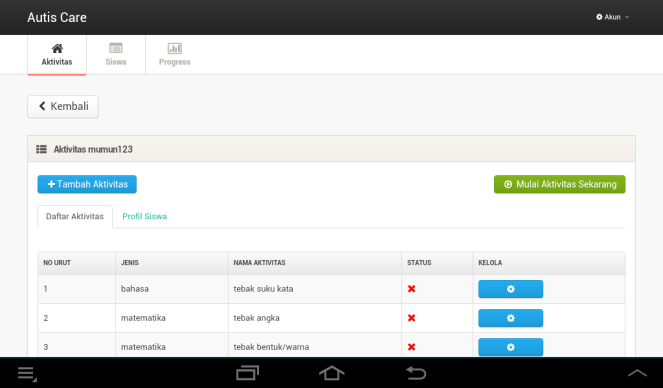 Autis Care
Akun
Aktivitas
Siswa
Progress
Kembali
Aktivitas mumun123
+ Tambah Aktivitas
Mulai Aktivitas Sekarang
Daftar Aktivitas
Profil Siswa
NO URUT JENIS NAMA AKTIVITAS STATUS KELOLA
1 bahasa tebak suku kata
2 matematika tebak angka
3 matematika tebak bentuk/warna